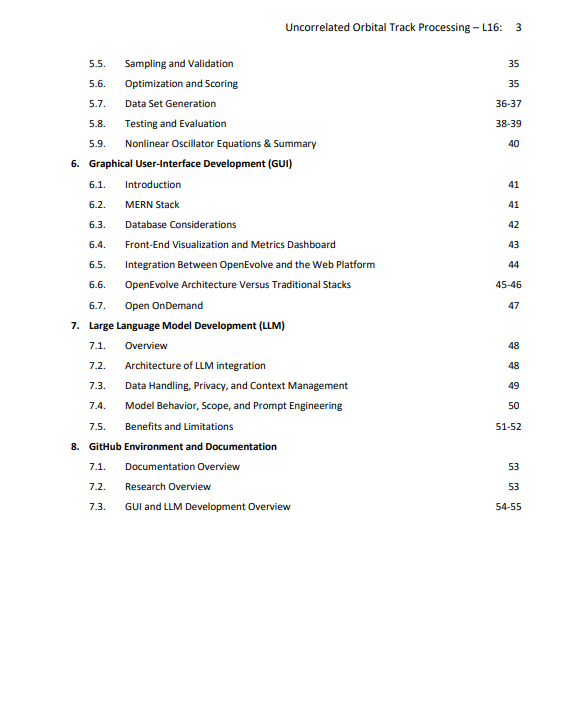 Uncorrelated Orbital Track Processing – L16: 3
5.5. Sampling and Validation 35
5.6. Optimization and Scoring 35
5.7. Data Set Generation 36-37
5.8. Testing and Evaluation 38-39
5.9. Nonlinear Oscillator Equations & Summary 40
6. Graphical User-Interface Development (GUI)
6.1. Introduction 41
6.2. MERN Stack 41
6.3. Database Considerations 42
6.4. Front-End Visualization and Metrics Dashboard 43
6.5. Integration Between OpenEvolve and the Web Platform 44
6.6. OpenEvolve Architecture Versus Traditional Stacks 45-46
6.7. Open OnDemand 47
7. Large Language Model Development (LLM)
7.1. Overview 48
7.2. Architecture of LLM integration 48
7.3. Data Handling, Privacy, and Context Management 49
7.4. Model Behavior, Scope, and Prompt Engineering 50
7.5. Benefits and Limitations 51-52
8. GitHub Environment and Documentation
7.1. Documentation Overview 53
7.2. Research Overview 53
7.3. GUI and LLM Development Overview 54-55